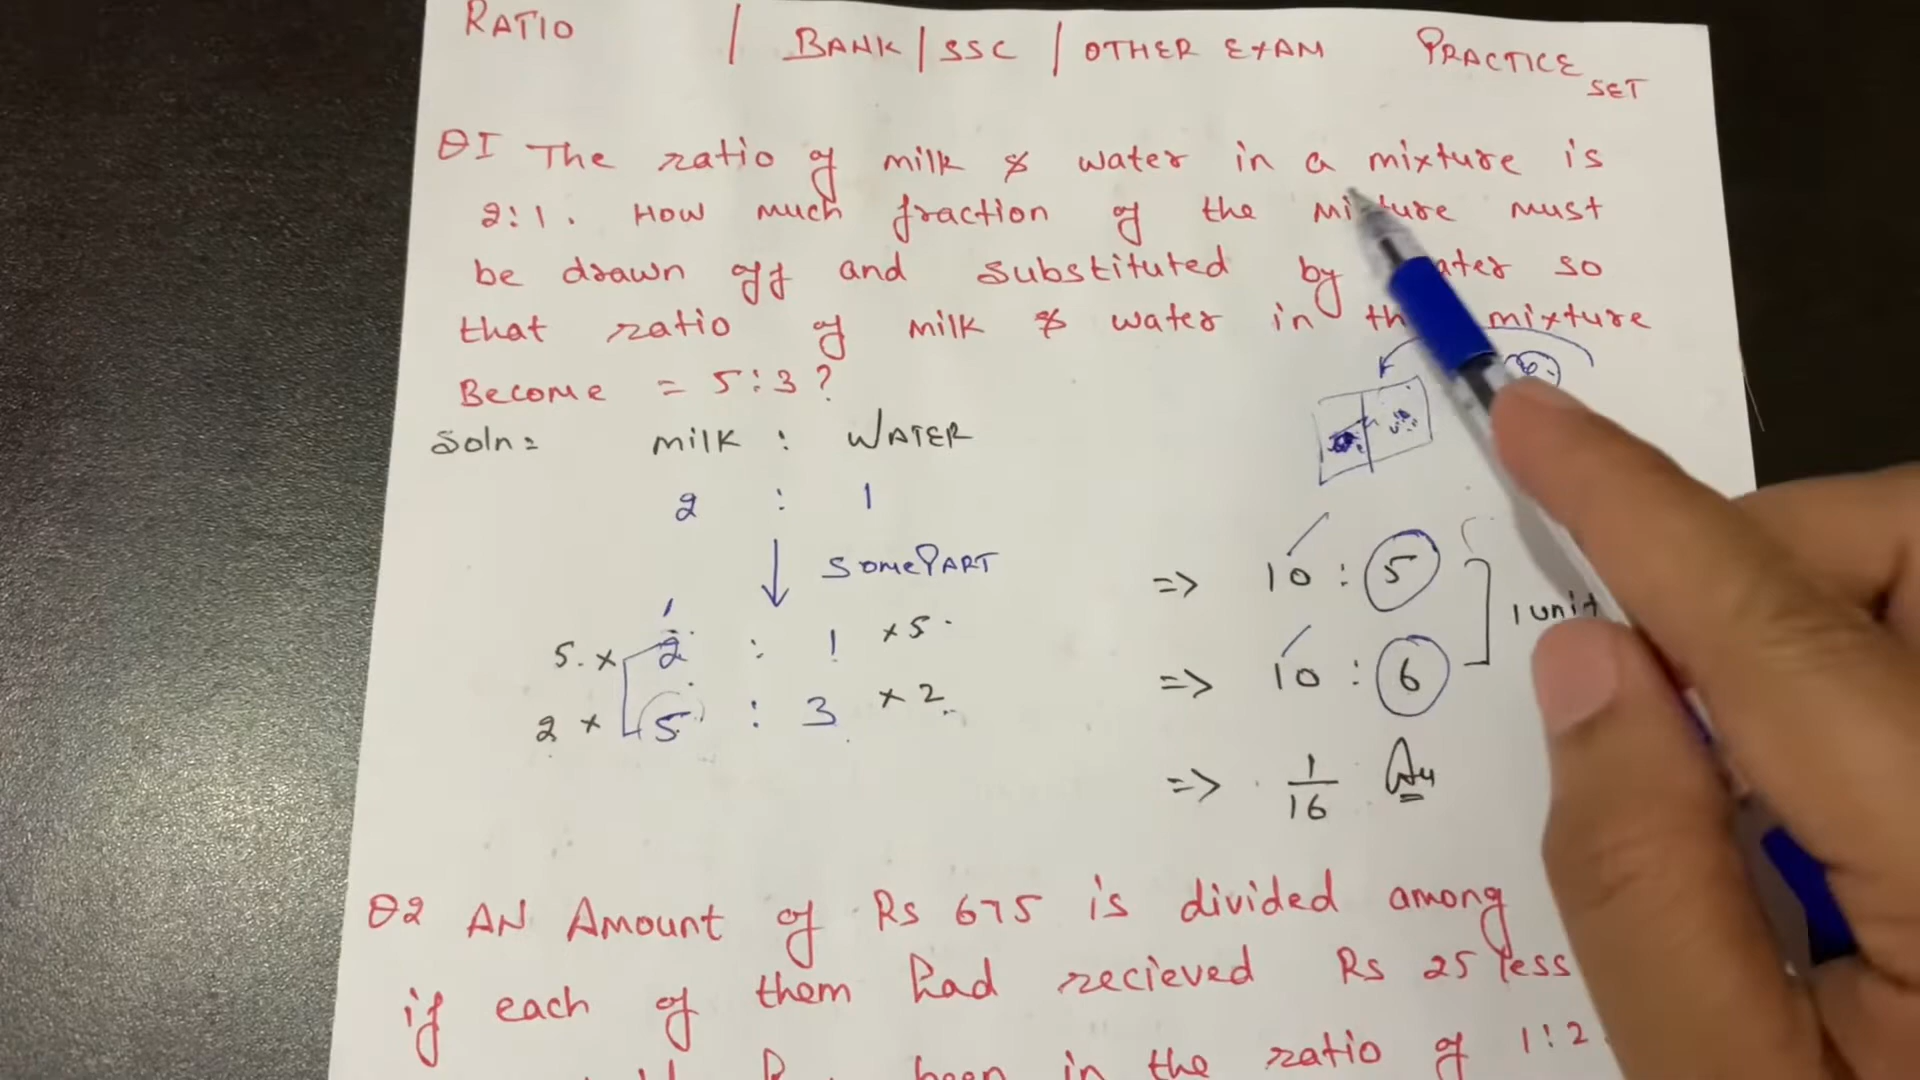 RATIO / BANK / SSC / OTHER EXAM PRACTICE SET
Q1 The ratio of milk & water in a mixture is
2:1. How much fraction of the mixture must
be drawn off and substituted by water so
that ratio of milk & water in the mixture
Become = 5:3?
Soln = milk : WATER
2 : 1
SOME PART
5 × 2 : 1 ×5 => 10 : 5
1 unit
2 × 5 : 3 ×2 => 10 : 6
=> 1/16 Ans
Q2 AN Amount of Rs 675 is divided among
if each of them had recieved Rs 25 less
been in the ratio of 1:2